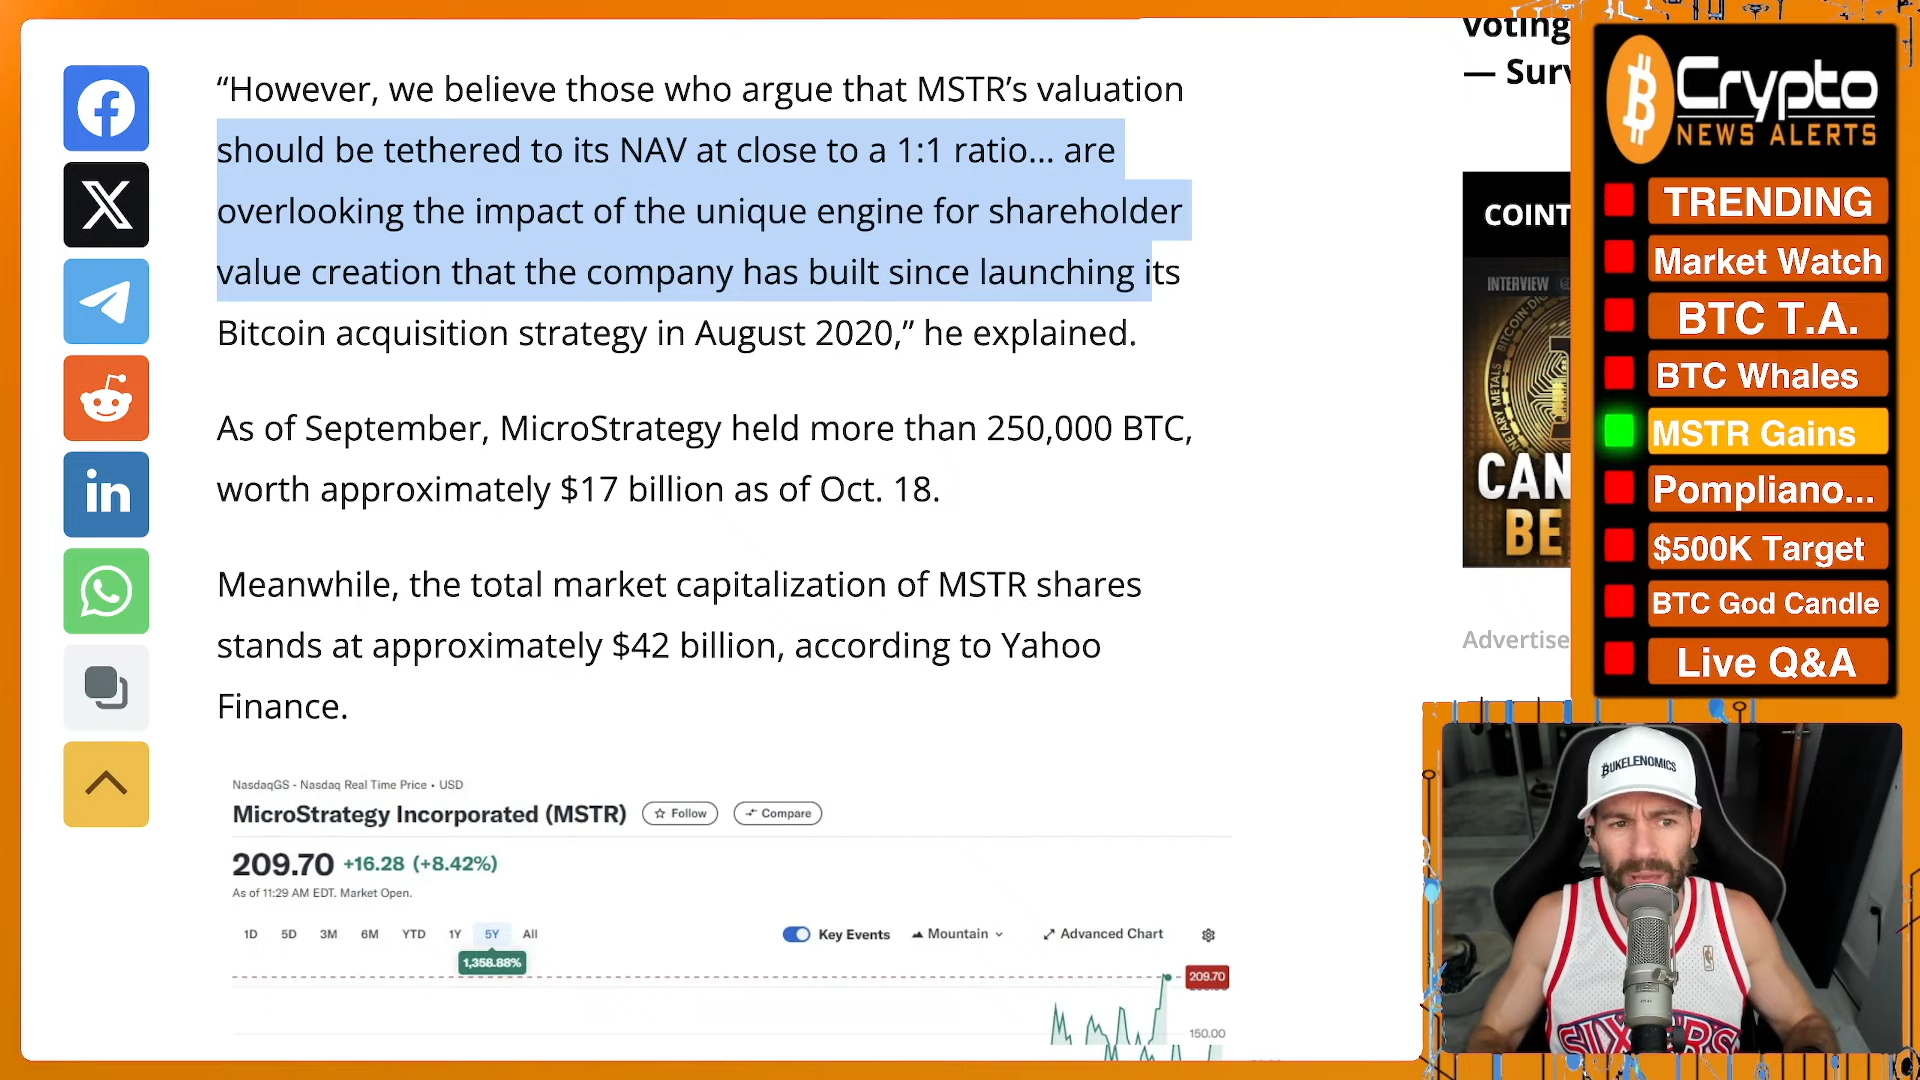 “However, we believe those who argue that MSTR’s valuation
should be tethered to its NAV at close to a 1:1 ratio... are
overlooking the impact of the unique engine for shareholder
value creation that the company has built since launching its
Bitcoin acquisition strategy in August 2020,” he explained.
As of September, MicroStrategy held more than 250,000 BTC,
worth approximately $17 billion as of Oct. 18.
Meanwhile, the total market capitalization of MSTR shares
stands at approximately $42 billion, according to Yahoo
Finance.
NasdaqGS - Nasdaq Real Time Price • USD
MicroStrategy Incorporated (MSTR)
Follow
Compare
209.70 +16.28 (+8.42%)
As of 11:29 AM EDT. Market Open.
1D 5D 3M 6M YTD 1Y 5Y All
Key Events
Mountain
Advanced Chart
1,358.88%
209.70
150.00
voting
— Surv
COINT
INTERVIEW
CAN
BE
Advertise
Crypto
NEWS ALERTS
TRENDING
Market Watch
BTC T.A.
BTC Whales
MSTR Gains
Pompliano...
$500K Target
BTC God Candle
Live Q&A
BUKELENOMICS
SIXERS